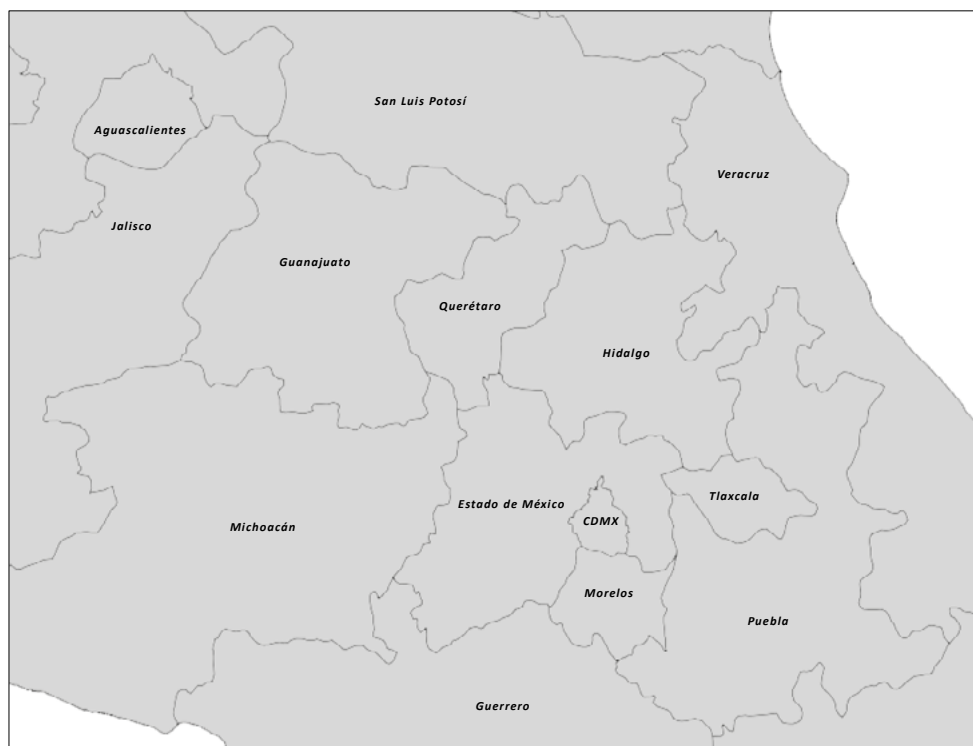 San Luis Potosí
Aguascalientes
Veracruz
Jalisco
Guanajuato
Querétaro
Hidalgo
Tlaxcala
Estado de México
CDMX
Michoacán
Morelos
Puebla
Guerrero